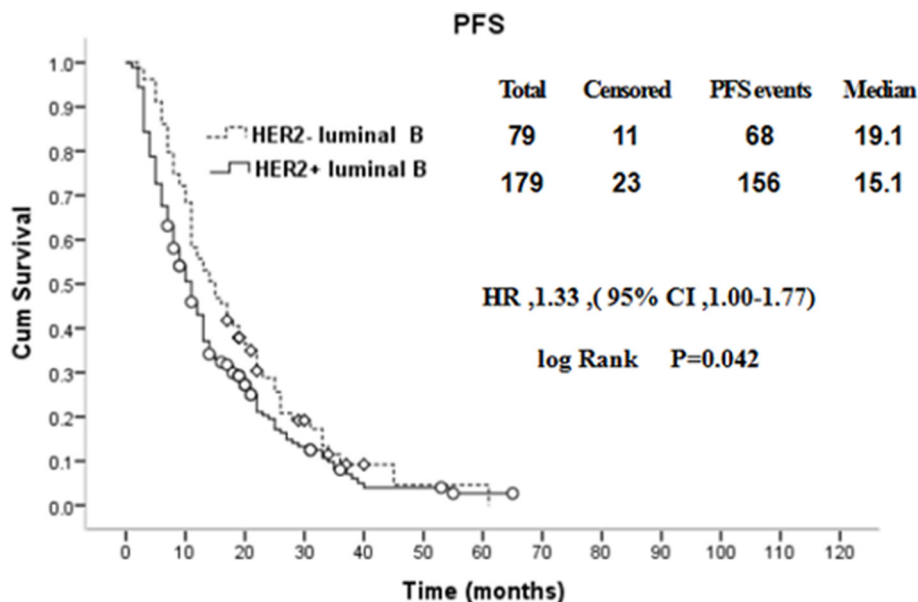 PFS
Total Censored PFS events Median
HER2- luminal B 79 11 68 19.1
HER2+ luminal B 179 23 156 15.1
HR ,1.33 ,( 95% CI ,1.00-1.77)
log Rank P=0.042
Cum Survival
1.0
0.9
0.8
0.7
0.6
0.5
0.4
0.3
0.2
0.1
0.0
0 10 20 30 40 50 60 70 80 90 100 110 120
Time (months)